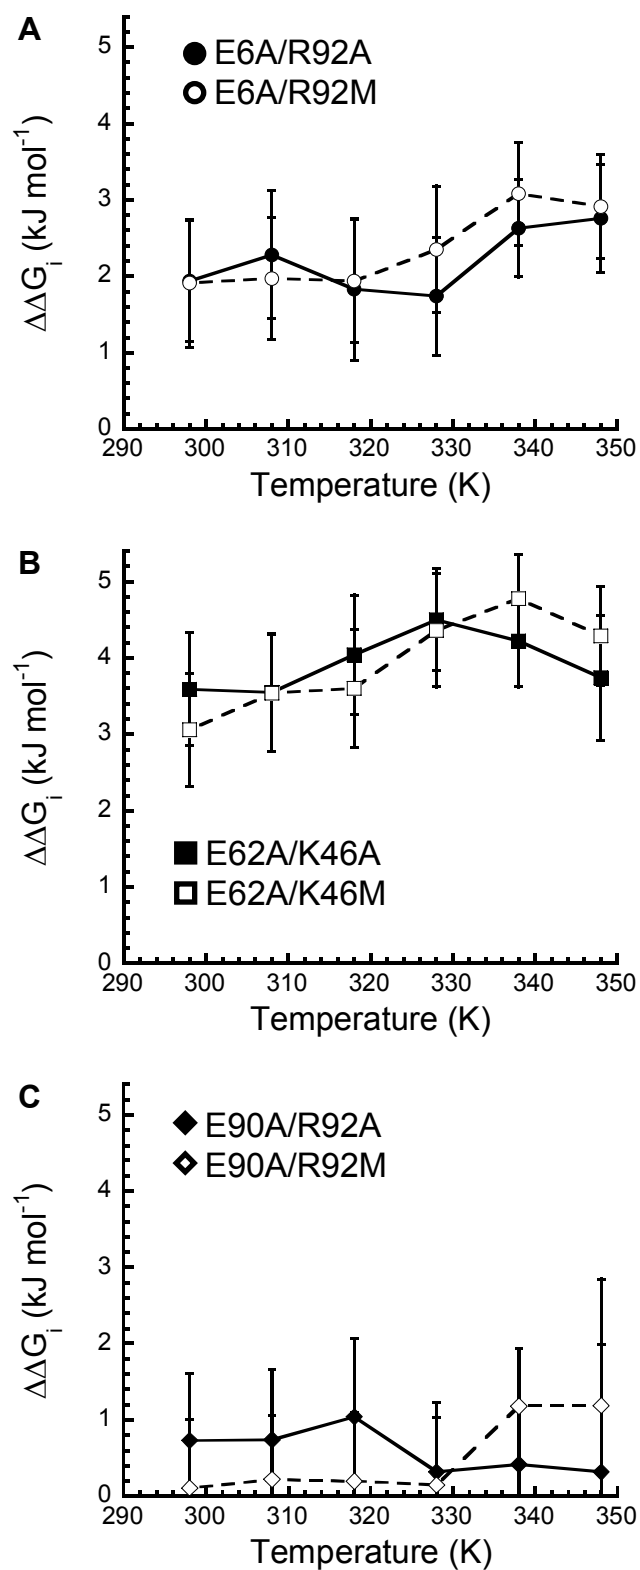 A
E6A/R92A
E6A/R92M
5
4
3
2
1
0
ΔΔG_i (kJ mol⁻¹)
290 300 310 320 330 340 350
Temperature (K)
B
5
4
3
2
1
0
ΔΔG_i (kJ mol⁻¹)
E62A/K46A
E62A/K46M
290 300 310 320 330 340 350
Temperature (K)
C
E90A/R92A
E90A/R92M
5
4
3
2
1
0
ΔΔG_i (kJ mol⁻¹)
290 300 310 320 330 340 350
Temperature (K)